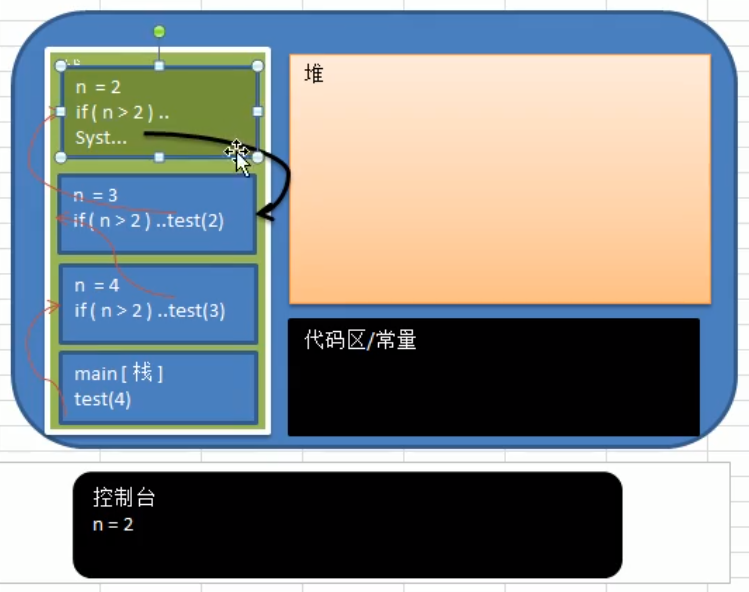 n = 2
if ( n > 2 ) ..
Syst...
n = 3
if ( n > 2 ) ..test(2)
n = 4
if ( n > 2 ) ..test(3)
main [ 栈 ]
test(4)
堆
代码区/常量
控制台
n = 2